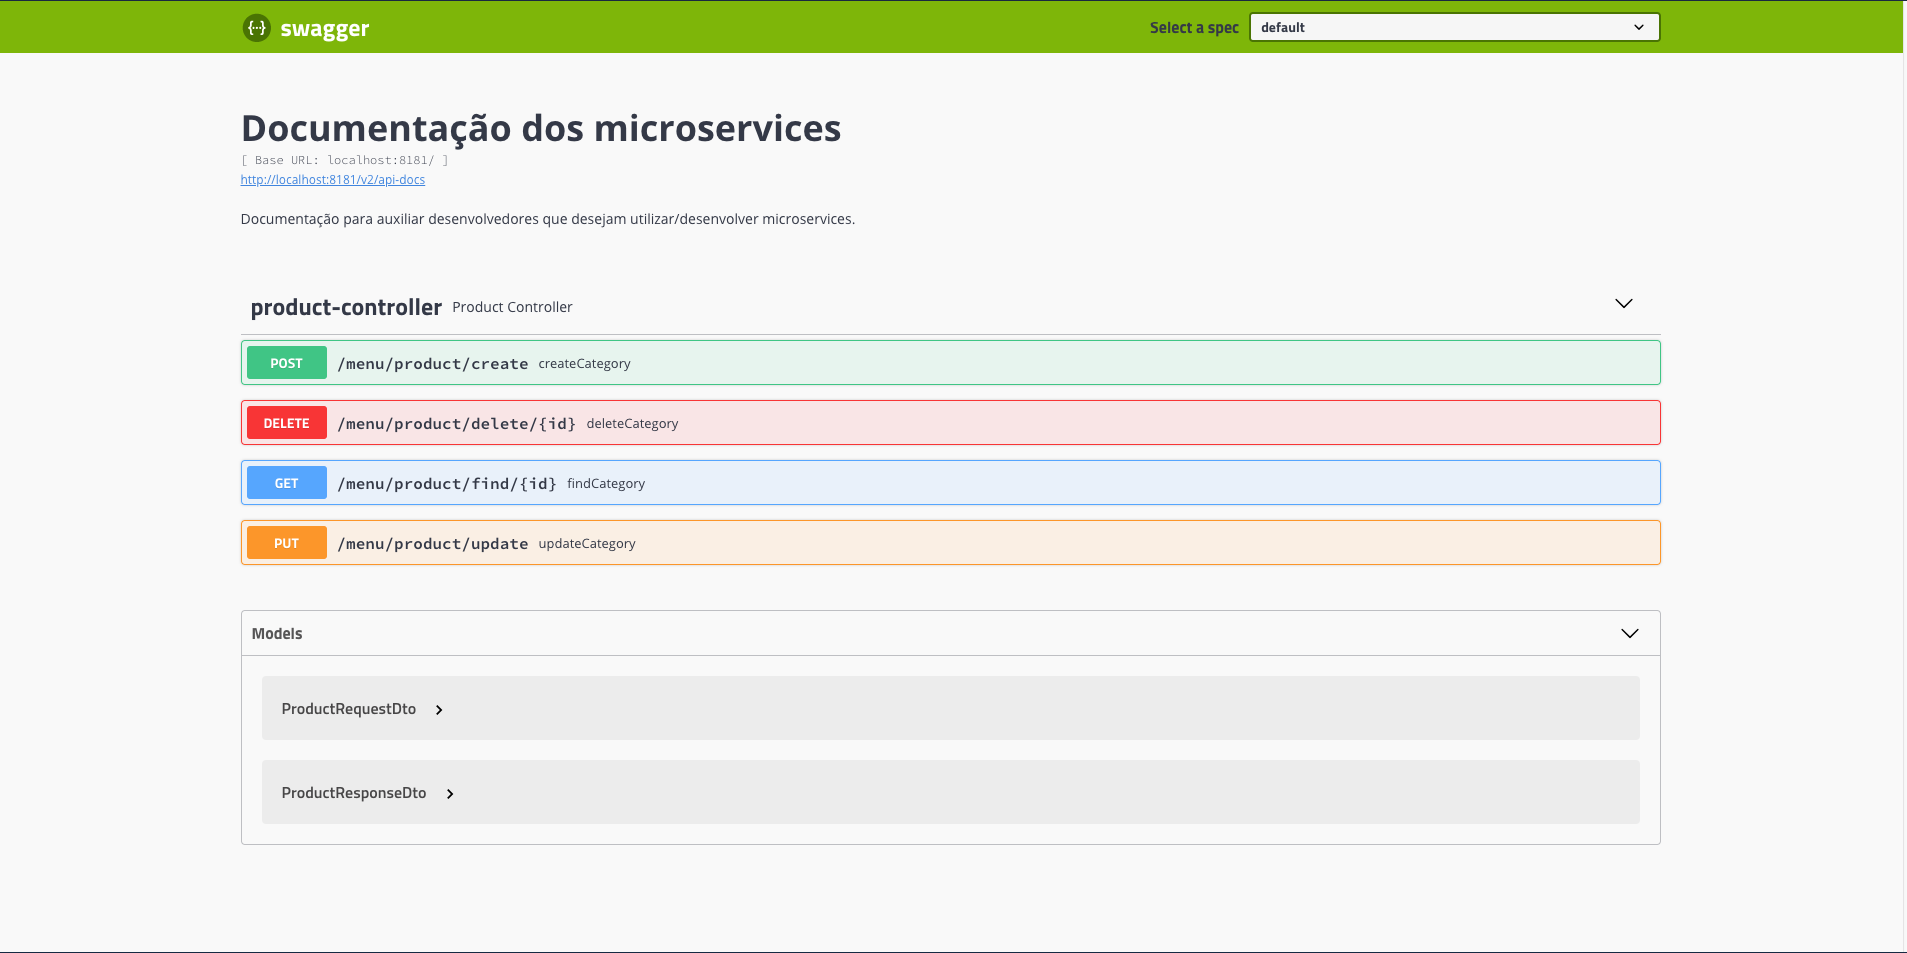 {...} swagger
Select a spec default
Documentação dos microservices
[ Base URL: localhost:8181/ ]
http://localhost:8181/v2/api-docs
Documentação para auxiliar desenvolvedores que desejam utilizar/desenvolver microservices.
product-controller Product Controller
POST /menu/product/create createCategory
DELETE /menu/product/delete/{id} deleteCategory
GET /menu/product/find/{id} findCategory
PUT /menu/product/update updateCategory
Models
ProductRequestDto
ProductResponseDto